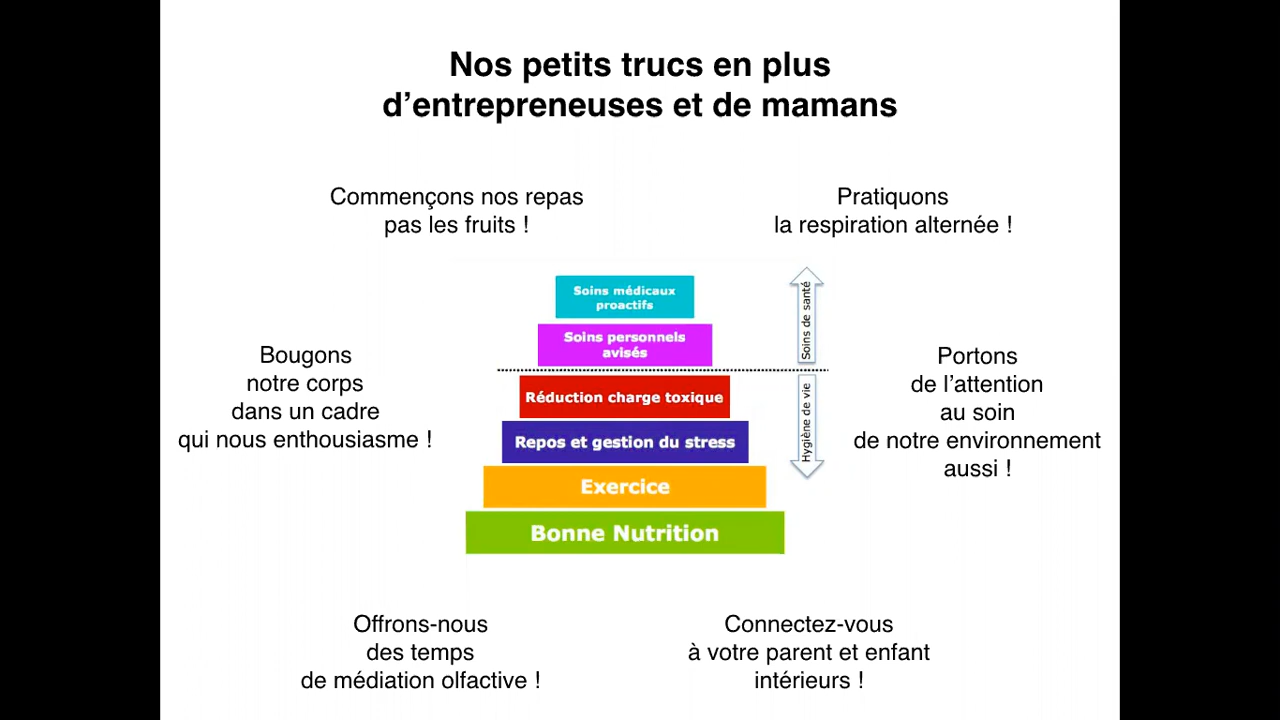 Nos petits trucs en plus
d’entrepreneuses et de mamans
Commençons nos repas
pas les fruits !
Pratiquons
la respiration alternée !
Soins médicaux
proactifs
Soins personnels
avisés
Soins de santé
Bougons
notre corps
dans un cadre
qui nous enthousiasme !
Réduction charge toxique
Repos et gestion du stress
Exercice
Bonne Nutrition
Hygiène de vie
Portons
de l’attention
au soin
de notre environnement
aussi !
Offrons-nous
des temps
de médiation olfactive !
Connectez-vous
à votre parent et enfant
intérieurs !